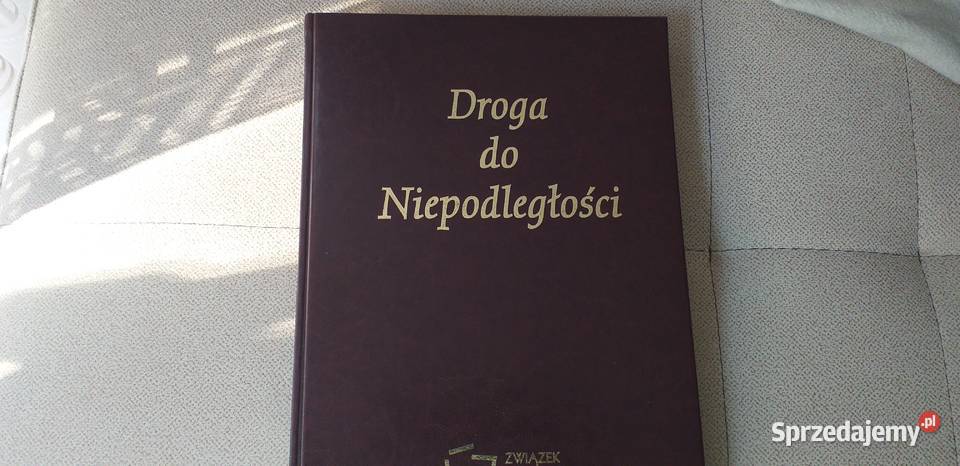 Droga
do
Niepodległości
ZWIĄZEK
Sprzedajemy.pl